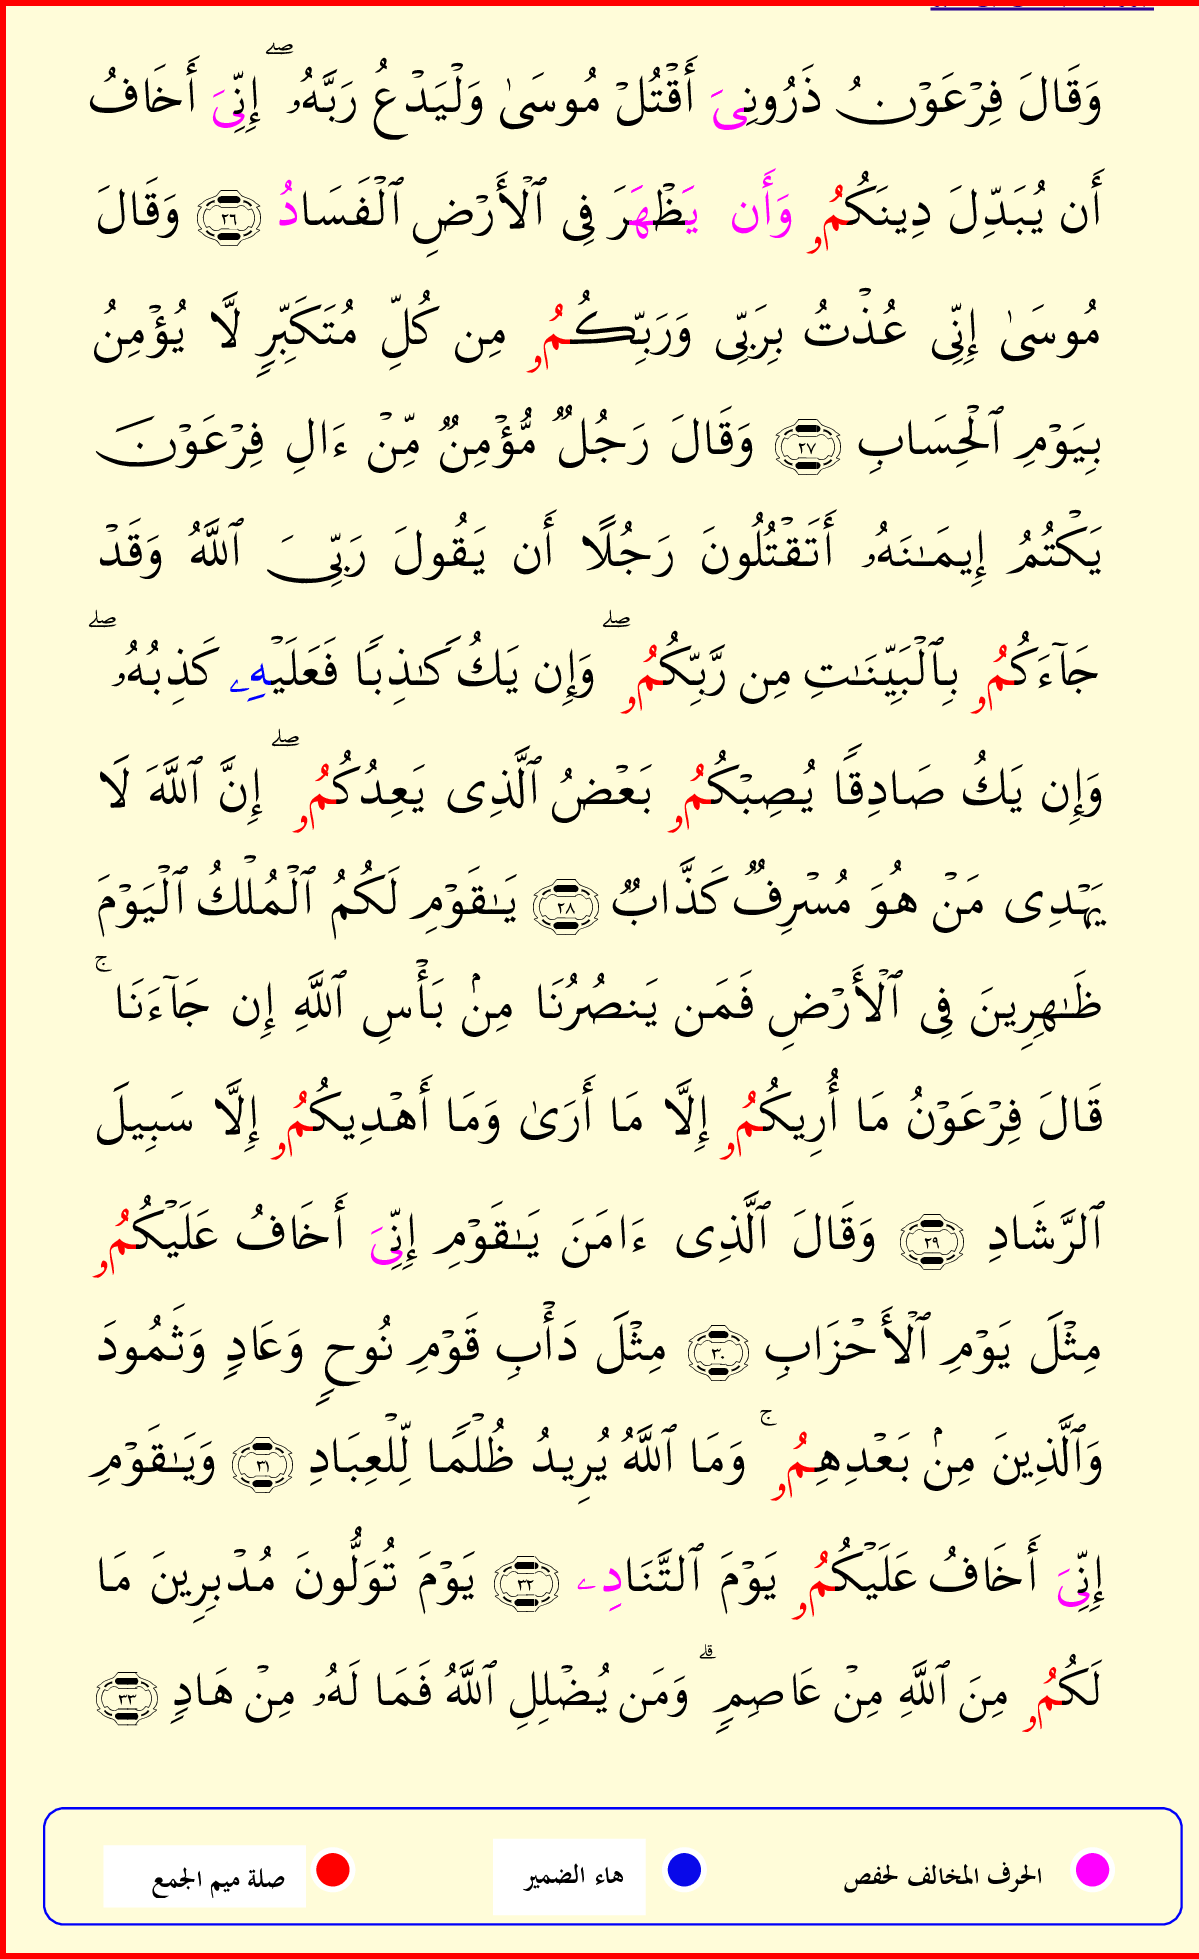 وَقَالَ فِرْعَوْنُ ذَرُونِىَ أَقْتُلْ مُوسَىٰ وَلْيَدْعُ رَبَّهُۥ ۖ إِنِّىَ أَخَافُ
أَن يُبَدِّلَ دِينَكُمُۥ وَأَن يَظْهَرَ فِى ٱلْأَرْضِ ٱلْفَسَادُ ٢٦ وَقَالَ
مُوسَىٰ إِنِّى عُذْتُ بِرَبِّى وَرَبِّكُمُۥ مِن كُلِّ مُتَكَبِّرٍ لَّا يُؤْمِنُ
بِيَوْمِ ٱلْحِسَابِ ٢٧ وَقَالَ رَجُلٌ مُّؤْمِنٌ مِّنْ ءَالِ فِرْعَوْنَ
يَكْتُمُ إِيمَـٰنَهُۥ أَتَقْتُلُونَ رَجُلًا أَن يَقُولَ رَبِّىَ ٱللَّهُ وَقَدْ
جَآءَكُمُۥ بِٱلْبَيِّنَـٰتِ مِن رَّبِّكُمُۥ ۖ وَإِن يَكُ كَـٰذِبًا فَعَلَيْهِۦ كَذِبُهُۥ ۖ
وَإِن يَكُ صَادِقًا يُصِبْكُمُۥ بَعْضُ ٱلَّذِى يَعِدُكُمُۥ ۖ إِنَّ ٱللَّهَ لَا
يَهْدِى مَنْ هُوَ مُسْرِفٌ كَذَّابٌ ٢٨ يَـٰقَوْمِ لَكُمُ ٱلْمُلْكُ ٱلْيَوْمَ
ظَـٰهِرِينَ فِى ٱلْأَرْضِ فَمَن يَنصُرُنَا مِنۢ بَأْسِ ٱللَّهِ إِن جَآءَنَا ۚ
قَالَ فِرْعَوْنُ مَا أُرِيكُمُۥ إِلَّا مَا أَرَىٰ وَمَا أَهْدِيكُمُۥ إِلَّا سَبِيلَ
ٱلرَّشَادِ ٢٩ وَقَالَ ٱلَّذِى ءَامَنَ يَـٰقَوْمِ إِنِّىَ أَخَافُ عَلَيْكُمُۥ
مِثْلَ يَوْمِ ٱلْأَحْزَابِ ٣٠ مِثْلَ دَأْبِ قَوْمِ نُوحٍ وَعَادٍ وَثَمُودَ
وَٱلَّذِينَ مِنۢ بَعْدِهِمُۥ ۚ وَمَا ٱللَّهُ يُرِيدُ ظُلْمًا لِّلْعِبَادِ ٣١ وَيَـٰقَوْمِ
إِنِّىَ أَخَافُ عَلَيْكُمُۥ يَوْمَ ٱلتَّنَادِۦ ٣٢ يَوْمَ تُوَلُّونَ مُدْبِرِينَ مَا
لَكُمُۥ مِنَ ٱللَّهِ مِنْ عَاصِمٍ ۗ وَمَن يُضْلِلِ ٱللَّهُ فَمَا لَهُۥ مِنْ هَادٍ ٣٣
الحرف المخالف لحفص هاء الضمير صلة ميم الجمع